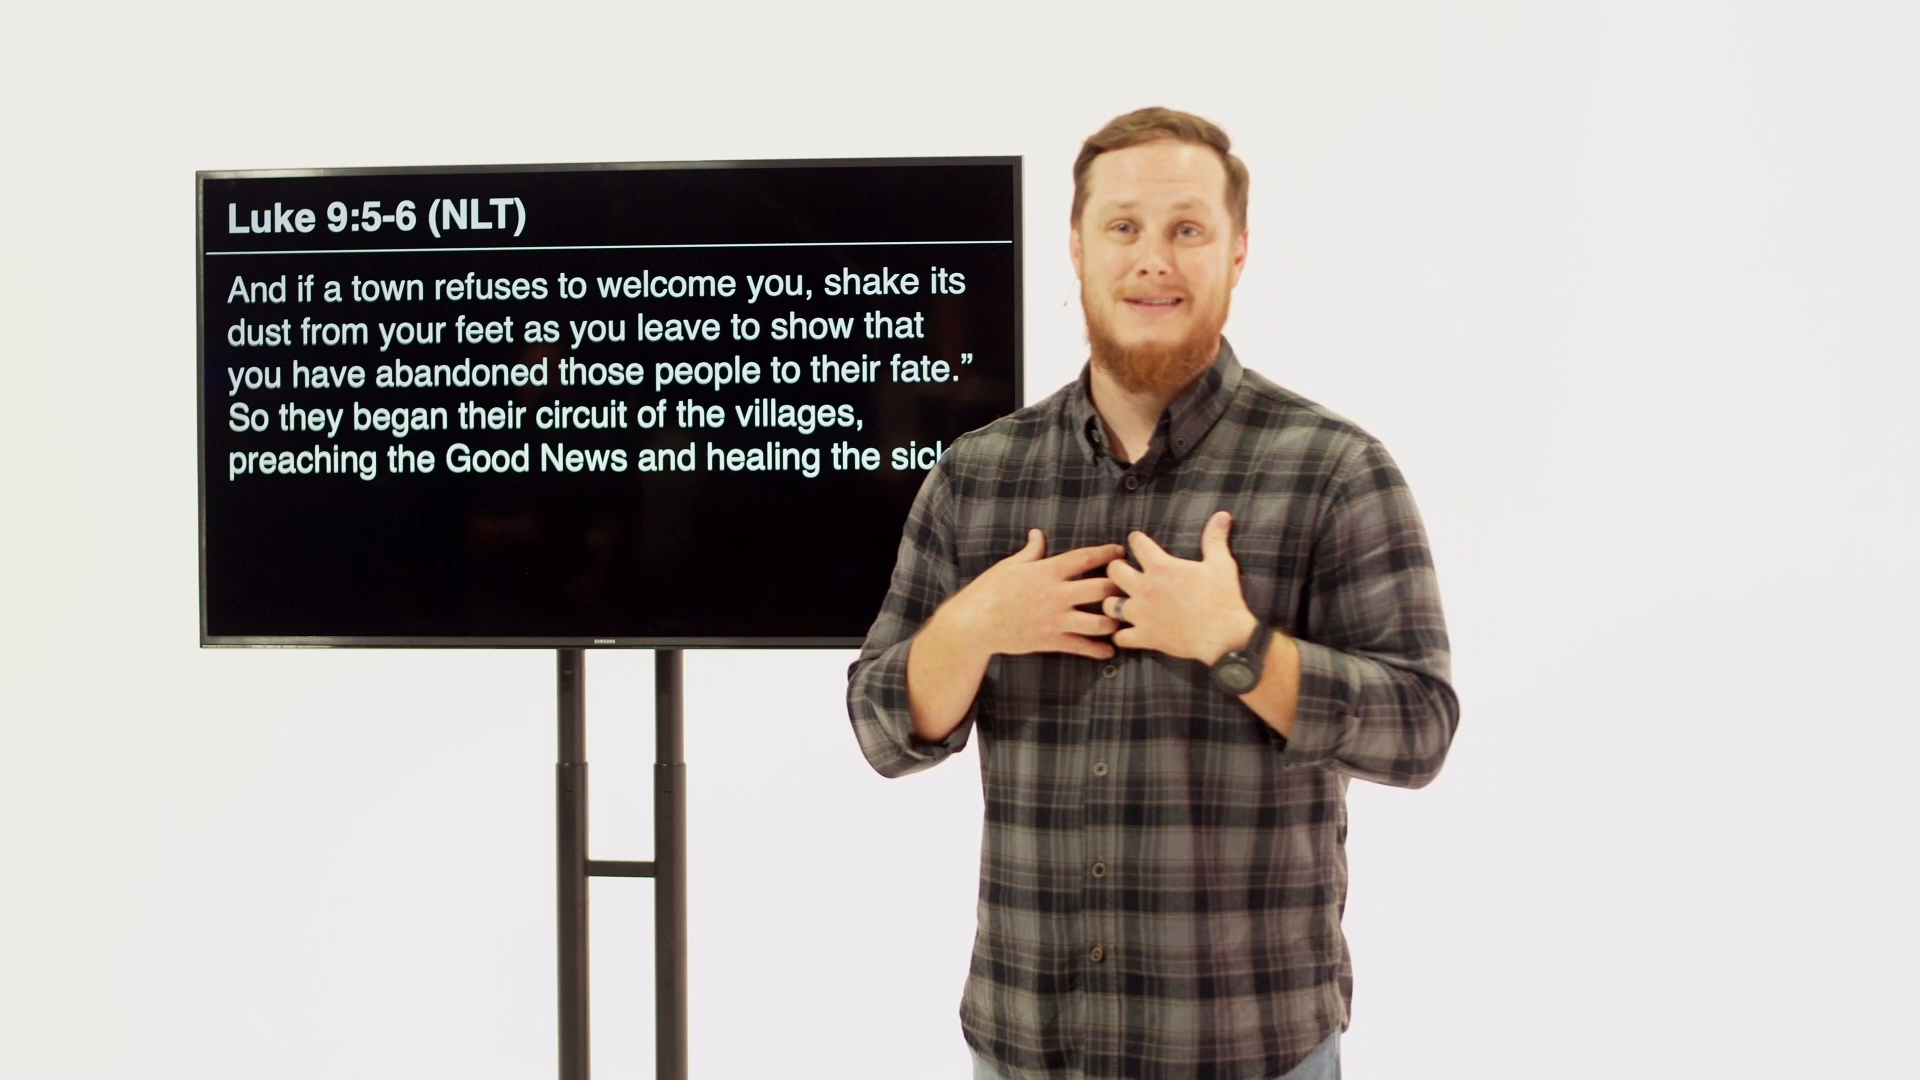 Luke 9:5-6 (NLT)
And if a town refuses to welcome you, shake its
dust from your feet as you leave to show that
you have abandoned those people to their fate.”
So they began their circuit of the villages,
preaching the Good News and healing the sick
SAMSUNG